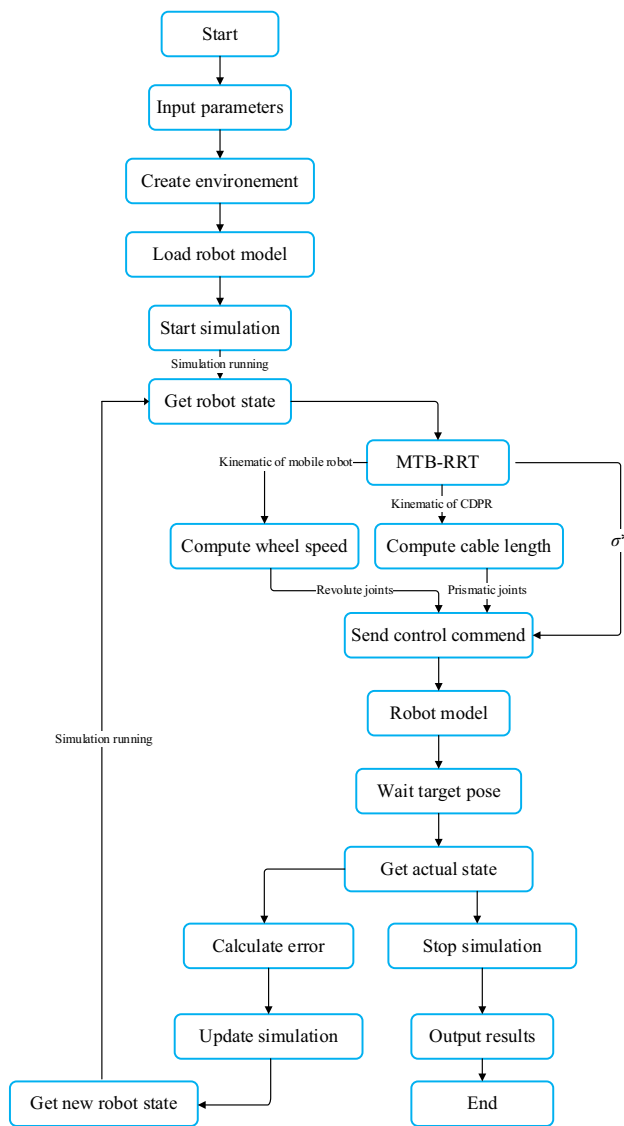 Start
Input parameters
Create environement
Load robot model
Start simulation
Simulation running
Get robot state
Kinematic of mobile robot
MTB-RRT
Kinematic of CDPR
Compute wheel speed
Compute cable length
σ*
Revolute joints
Prismatic joints
Send control commend
Robot model
Simulation running
Wait target pose
Get actual state
Calculate error
Stop simulation
Update simulation
Output results
Get new robot state
End